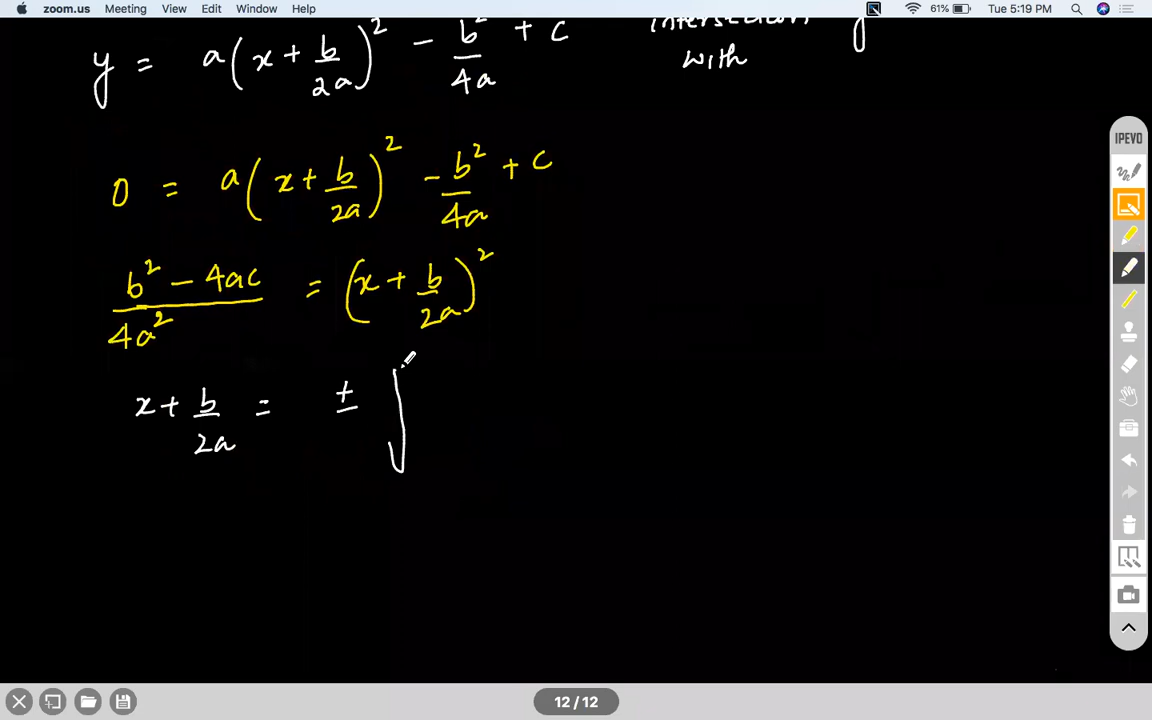 zoom.us Meeting View Edit Window Help 61% Tue 5:19 PM
intersection
with
y = a(x + b/2a)² - b²/4a + c
0 = a(x + b/2a)² - b²/4a + c
(b² - 4ac)/4a² = (x + b/2a)²
x + b/2a = ± √
IPEVO
12 / 12